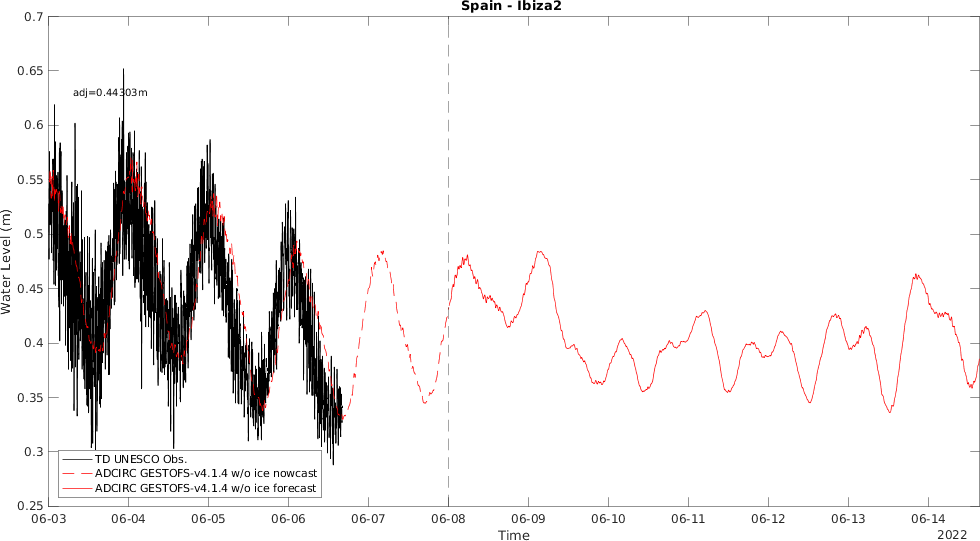 Spain - Ibiza2
0.7
0.65
0.6
0.55
0.5
0.45
0.4
0.35
0.3
0.25
Water Level (m)
adj=0.44303m
TD UNESCO Obs.
ADCIRC GESTOFS-v4.1.4 w/o ice nowcast
ADCIRC GESTOFS-v4.1.4 w/o ice forecast
06-03 06-04 06-05 06-06 06-07 06-08 06-09 06-10 06-11 06-12 06-13 06-14
Time
2022